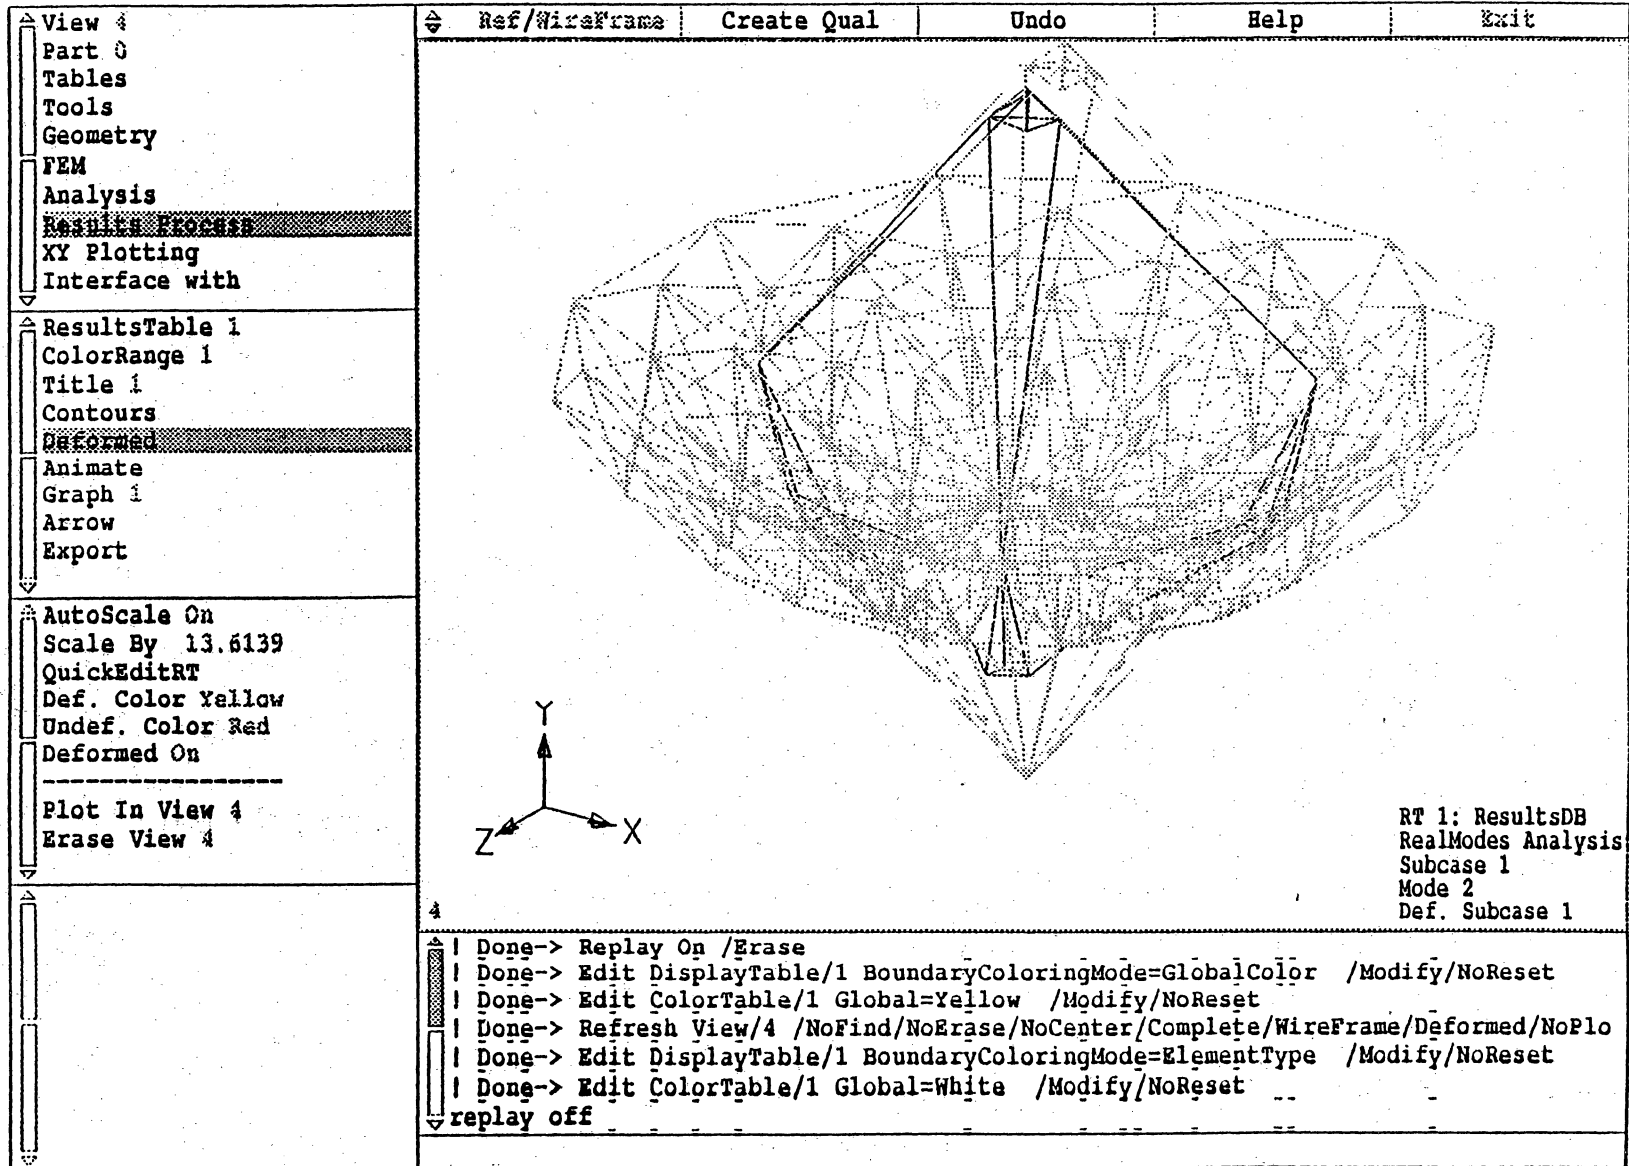 Ref/WireFrame Create Qual Undo Help Exit
View 4
Part 0
Tables
Tools
Geometry
FEM
Analysis
Results Process
XY Plotting
Interface with
ResultsTable 1
ColorRange 1
Title 1
Contours
Deformed
Animate
Graph 1
Arrow
Export
AutoScale On
Scale By 13.6139
QuickEditRT
Def. Color Yellow
Undef. Color Red
Deformed On
-----------------
Plot In View 4
Erase View 4
Y
Z
X
RT 1: ResultsDB
RealModes Analysis
Subcase 1
Mode 2
Def. Subcase 1
4
| Done-> Replay On /Erase
| Done-> Edit DisplayTable/1 BoundaryColoringMode=GlobalColor /Modify/NoReset
| Done-> Edit ColorTable/1 Global=Yellow /Modify/NoReset
| Done-> Refresh View/4 /NoFind/NoErase/NoCenter/Complete/WireFrame/Deformed/NoPlo
| Done-> Edit DisplayTable/1 BoundaryColoringMode=ElementType /Modify/NoReset
| Done-> Edit ColorTable/1 Global=White /Modify/NoReset
replay off